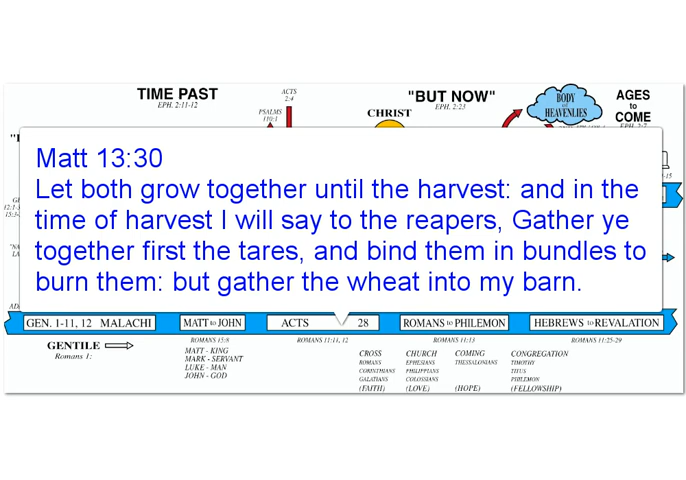 TIME PAST
EPH. 2:11-12
ACTS
2:4
PSALMS
110:1
"BUT NOW"
EPH. 2:23
CHRIST
BODY
HEAVENLIES
AGES
to
COME
EPH. 2:7
Matt 13:30
Let both grow together until the harvest: and in the
time of harvest I will say to the reapers, Gather ye
together first the tares, and bind them in bundles to
burn them: but gather the wheat into my barn.
GEN. 1-11, 12 MALACHI
MATT to JOHN
ACTS 28
ROMANS to PHILEMON
HEBREWS to REVALATION
GENTILE
Romans 1:
ROMANS 15:8
MATT - KING
MARK - SERVANT
LUKE - MAN
JOHN - GOD
ROMANS 11:11, 12
ROMANS 11:13
ROMANS 11:25-29
CROSS
ROMANS
CORINTHIANS
GALATIANS
(FAITH)
CHURCH
EPHESIANS
PHILIPPIANS
COLOSSIANS
(LOVE)
COMING
THESSALONIANS
(HOPE)
CONGREGATION
TIMOTHY
TITUS
PHILEMON
(FELLOWSHIP)